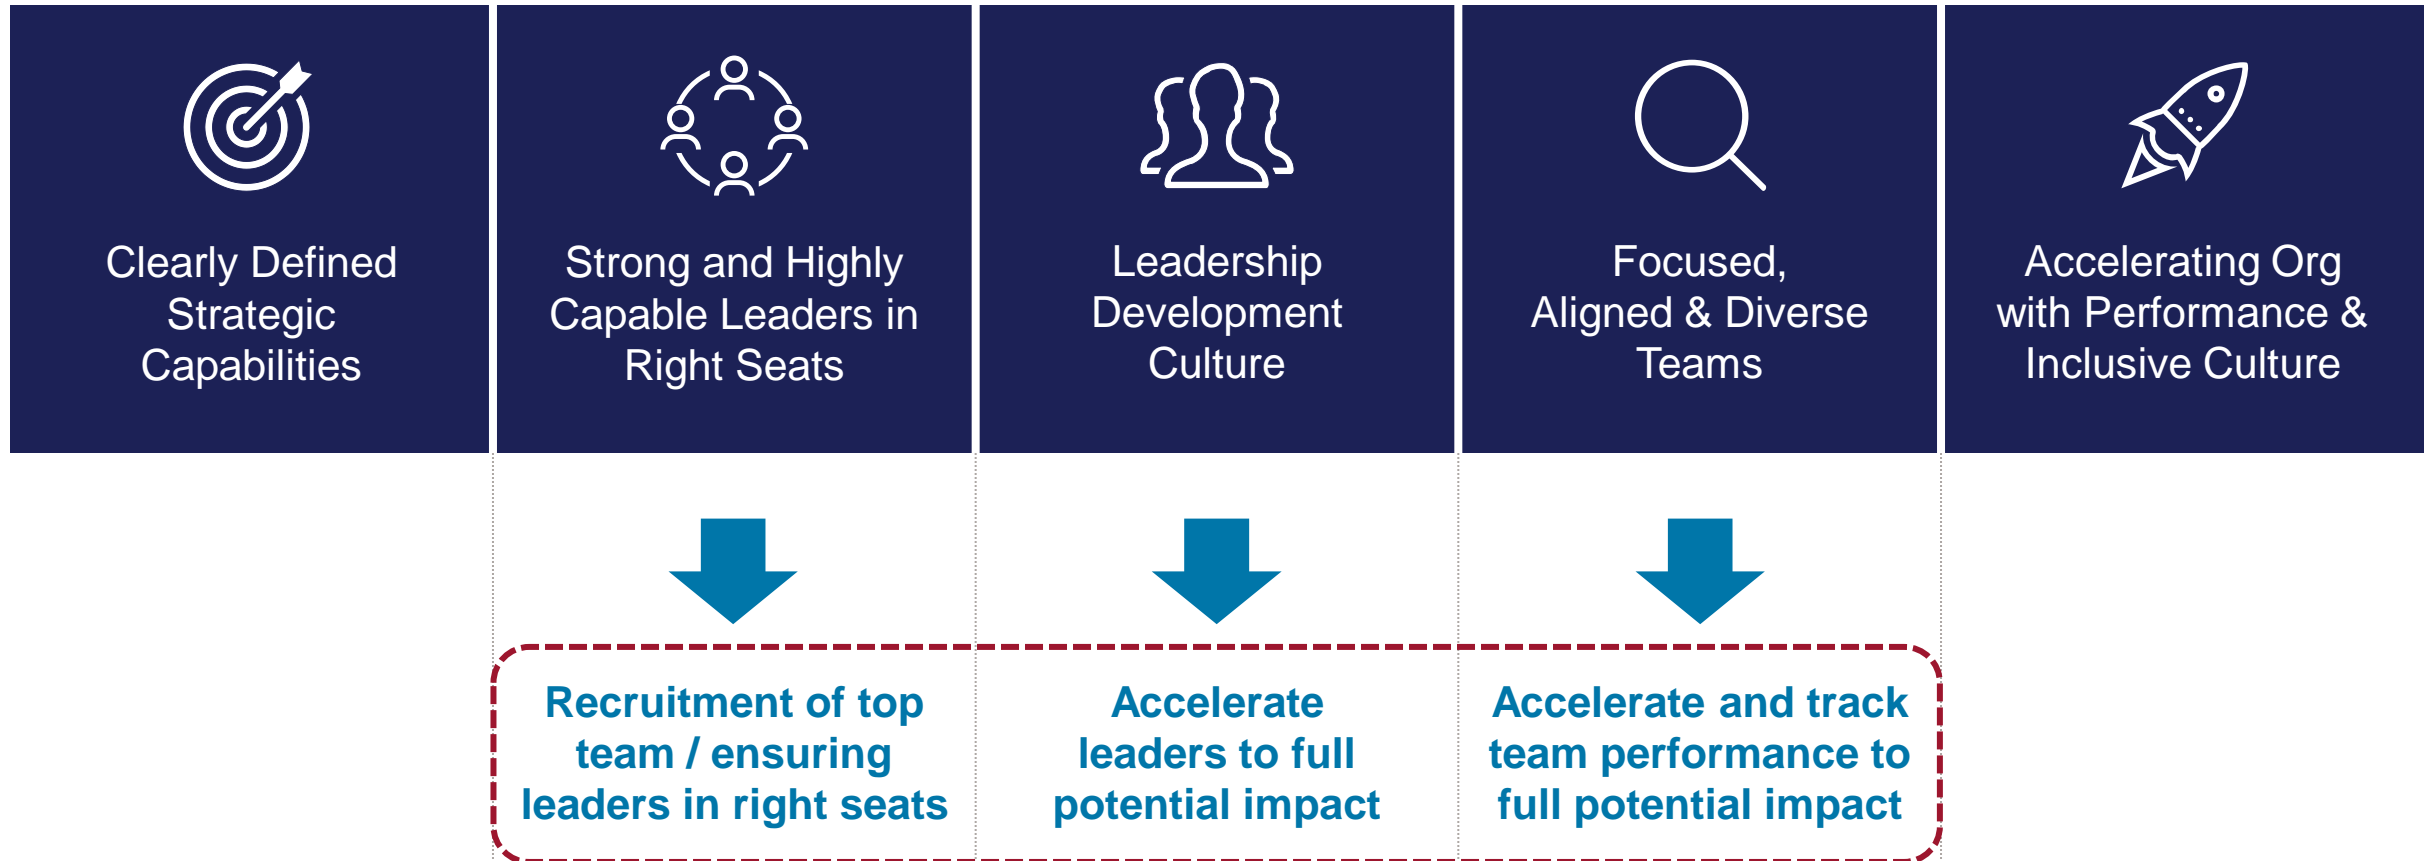 Clearly Defined
Strategic
Capabilities
Strong and Highly
Capable Leaders in
Right Seats
Leadership
Development
Culture
Focused,
Aligned & Diverse
Teams
Accelerating Org
with Performance &
Inclusive Culture
Recruitment of top
team / ensuring
leaders in right seats
Accelerate
leaders to full
potential impact
Accelerate and track
team performance to
full potential impact